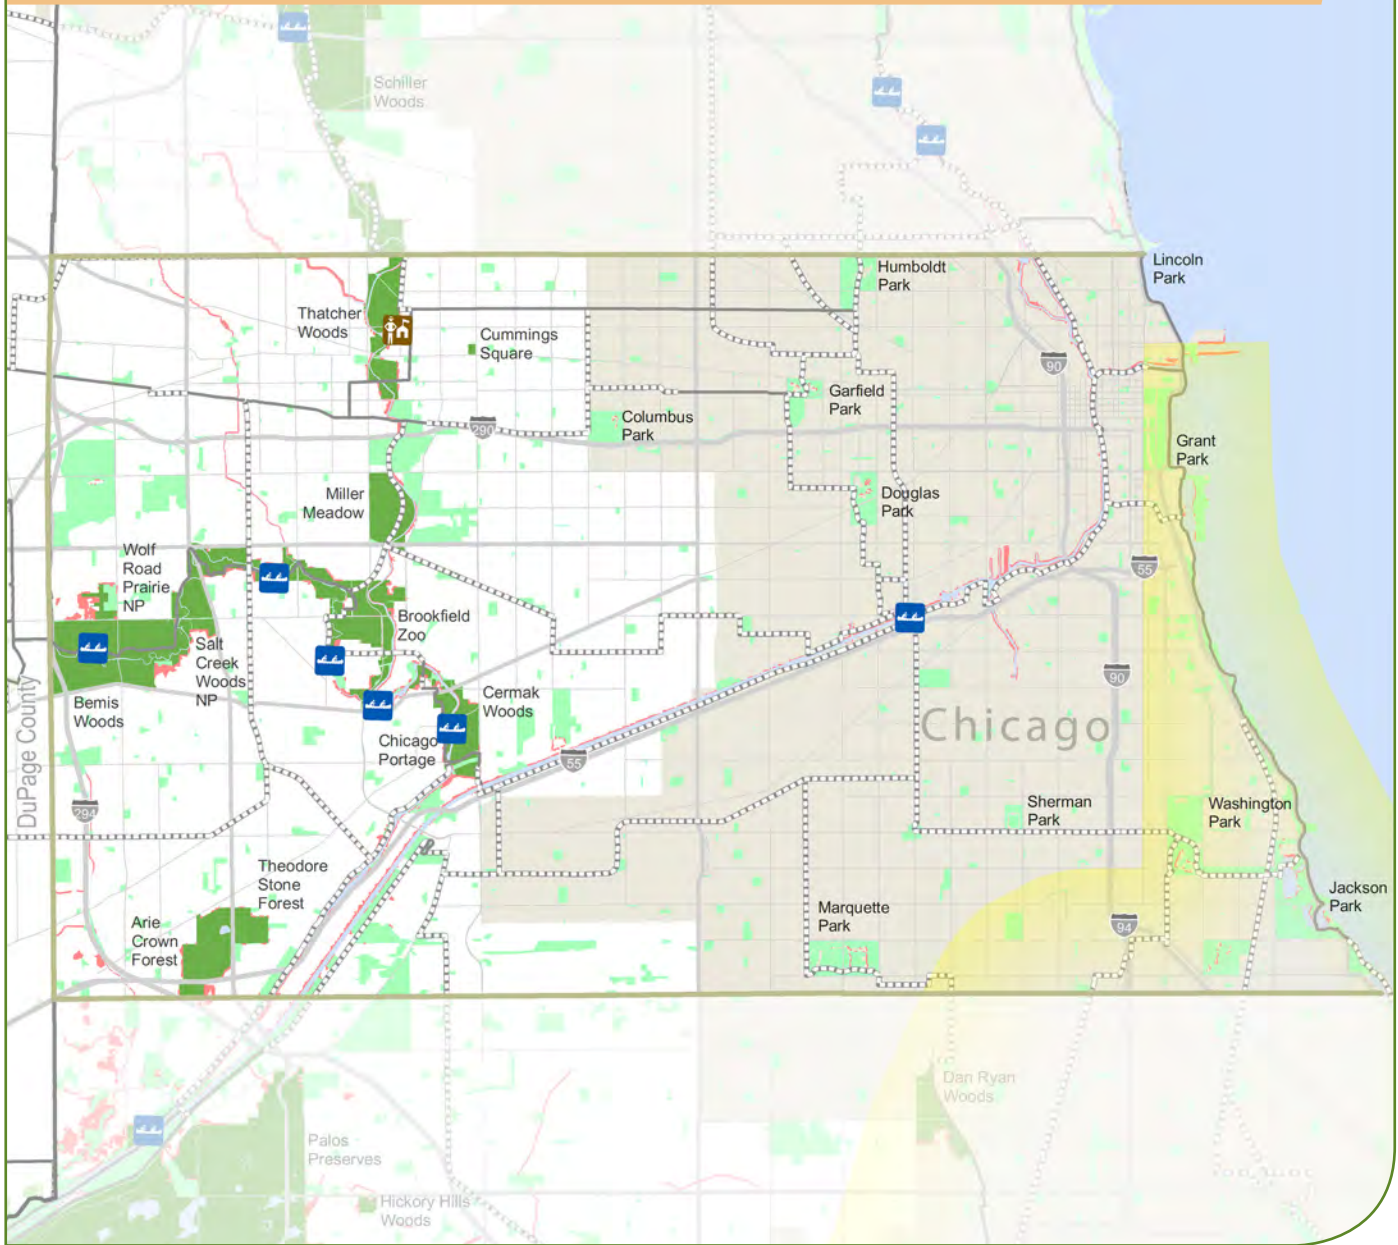 Schiller
Woods
Lincoln
Park
Humboldt
Park
Thatcher
Woods
Cummings
Square
90
Garfield
Park
Columbus
Park
290
Grant
Park
Miller
Meadow
Douglas
Park
Wolf
Road
Prairie
NP
55
Brookfield
Zoo
Salt
Creek
Woods
NP
90
Bemis
Woods
Cermak
Woods
DuPage County
Chicago
Chicago
Portage
55
294
Sherman
Park
Washington
Park
Theodore
Stone
Forest
Jackson
Park
Marquette
Park
Arie
Crown
Forest
94
Dan Ryan
Woods
Palos
Preserves
Hickory Hills
Woods